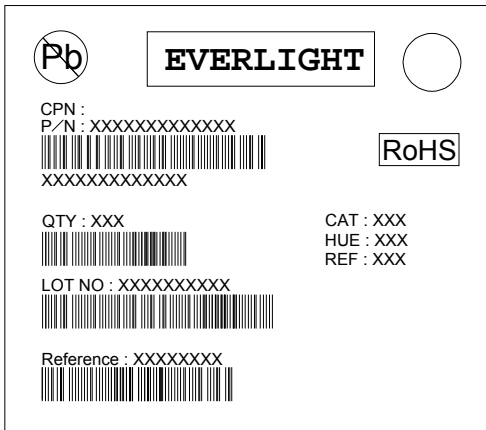 Pb
EVERLIGHT
CPN :
P/N : XXXXXXXXXXXXX
RoHS
XXXXXXXXXXXXX
QTY : XXX
CAT : XXX
HUE : XXX
REF : XXX
LOT NO : XXXXXXXXXX
Reference : XXXXXXXX